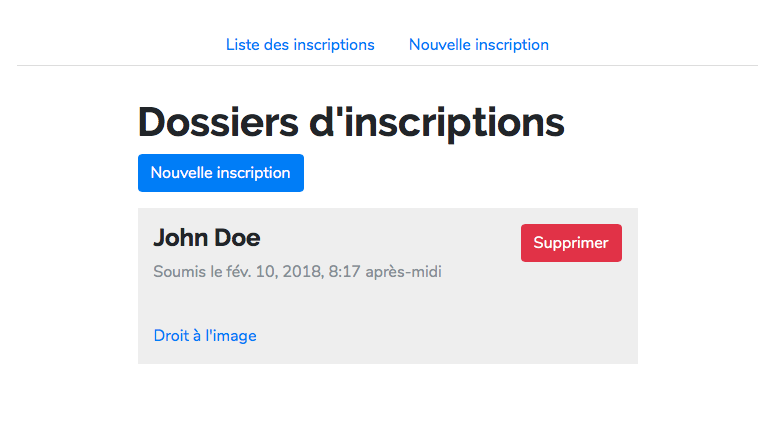 Liste des inscriptions Nouvelle inscription
Dossiers d'inscriptions
Nouvelle inscription
John Doe
Supprimer
Soumis le fév. 10, 2018, 8:17 après-midi
Droit à l'image